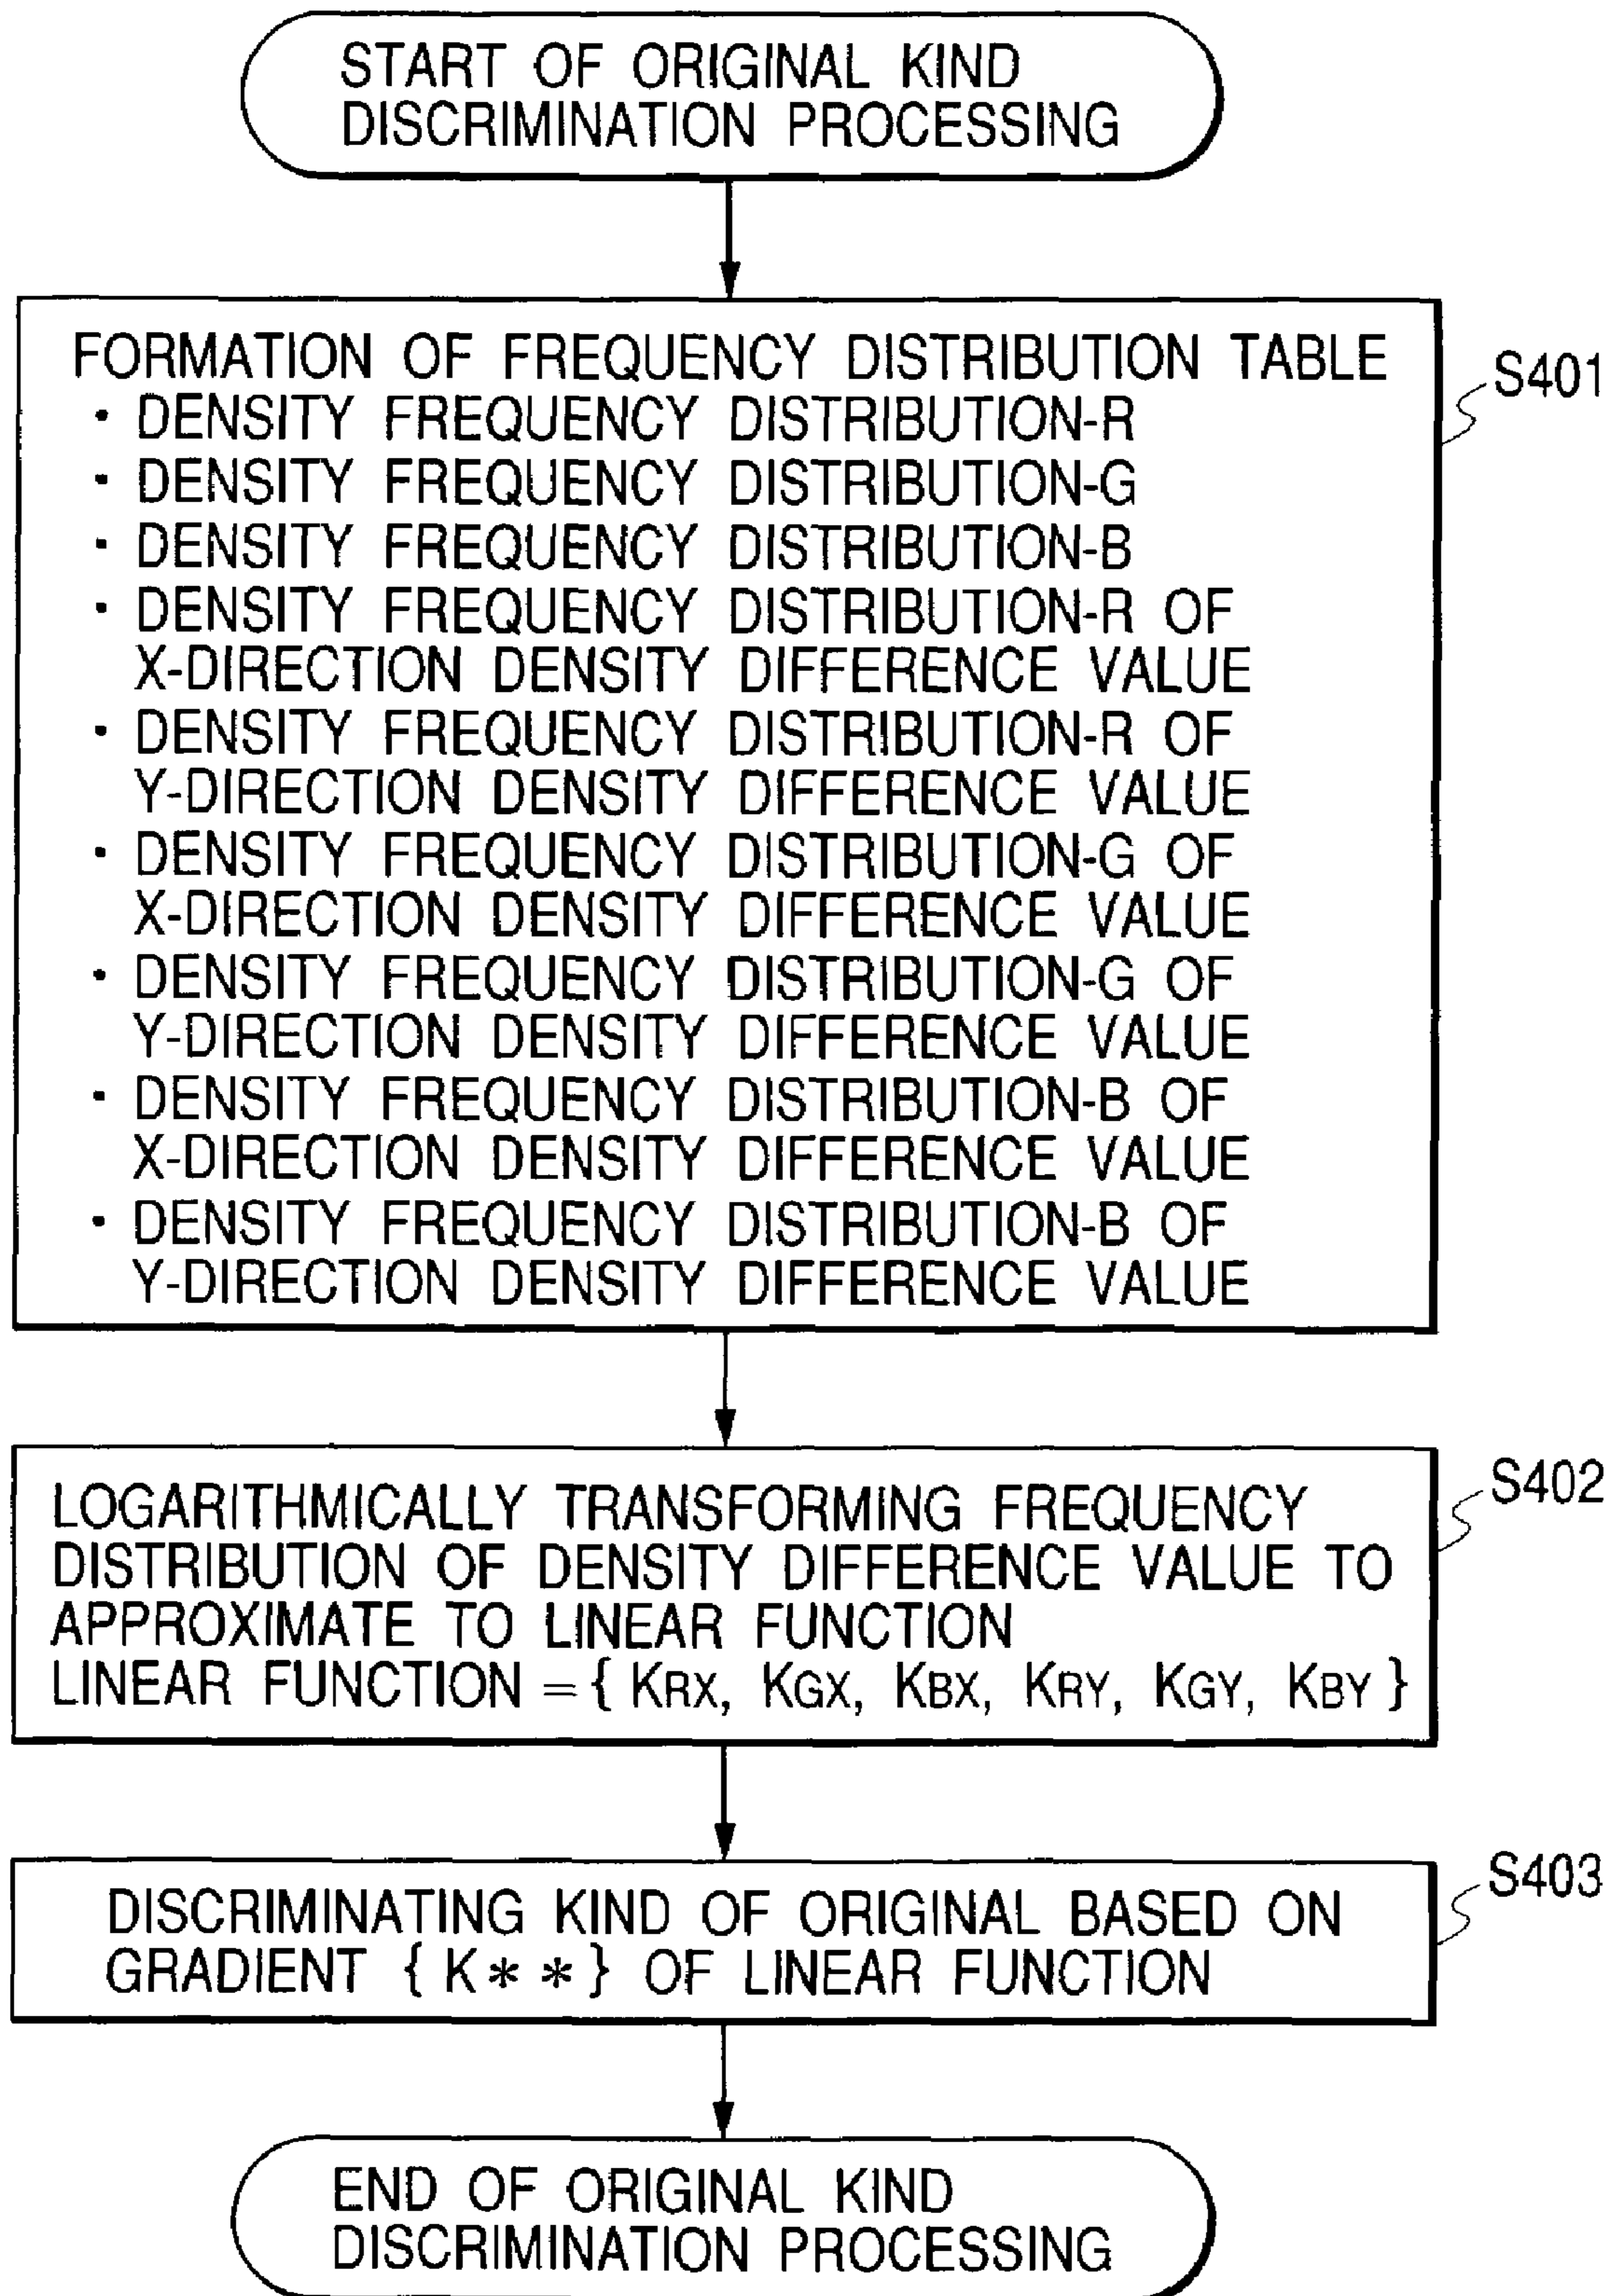 START OF ORIGINAL KIND
DISCRIMINATION PROCESSING
FORMATION OF FREQUENCY DISTRIBUTION TABLE
S401
・DENSITY FREQUENCY DISTRIBUTION-R
・DENSITY FREQUENCY DISTRIBUTION-G
・DENSITY FREQUENCY DISTRIBUTION-B
・DENSITY FREQUENCY DISTRIBUTION-R OF
X-DIRECTION DENSITY DIFFERENCE VALUE
・DENSITY FREQUENCY DISTRIBUTION-R OF
Y-DIRECTION DENSITY DIFFERENCE VALUE
・DENSITY FREQUENCY DISTRIBUTION-G OF
X-DIRECTION DENSITY DIFFERENCE VALUE
・DENSITY FREQUENCY DISTRIBUTION-G OF
Y-DIRECTION DENSITY DIFFERENCE VALUE
・DENSITY FREQUENCY DISTRIBUTION-B OF
X-DIRECTION DENSITY DIFFERENCE VALUE
・DENSITY FREQUENCY DISTRIBUTION-B OF
Y-DIRECTION DENSITY DIFFERENCE VALUE
S402
LOGARITHMICALLY TRANSFORMING FREQUENCY
DISTRIBUTION OF DENSITY DIFFERENCE VALUE TO
APPROXIMATE TO LINEAR FUNCTION
LINEAR FUNCTION = { KRX, KGX, KBX, KRY, KGY, KBY }
S403
DISCRIMINATING KIND OF ORIGINAL BASED ON
GRADIENT { K * * } OF LINEAR FUNCTION
END OF ORIGINAL KIND
DISCRIMINATION PROCESSING